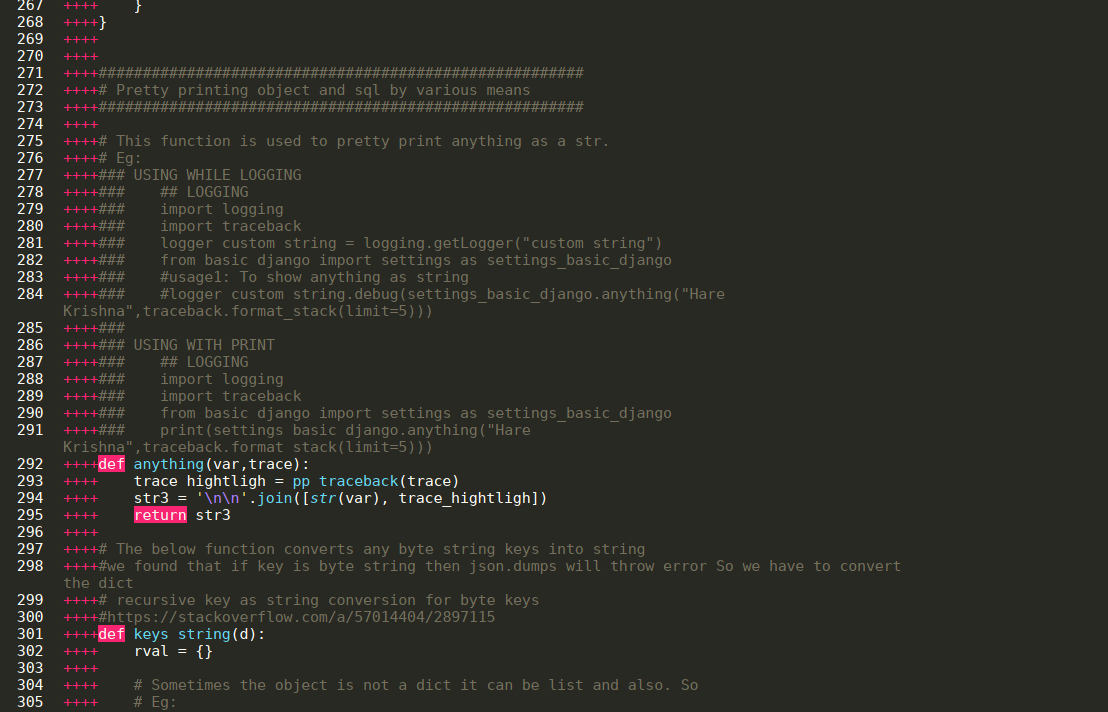 267 ++++    }
268 ++++}
269 ++++
270 ++++
271 ++++#######################################################
272 ++++# Pretty printing object and sql by various means
273 ++++#######################################################
274 ++++
275 ++++# This function is used to pretty print anything as a str.
276 ++++# Eg:
277 ++++### USING WHILE LOGGING
278 ++++###    ## LOGGING
279 ++++###    import logging
280 ++++###    import traceback
281 ++++###    logger custom string = logging.getLogger("custom string")
282 ++++###    from basic django import settings as settings_basic_django
283 ++++###    #usage1: To show anything as string
284 ++++###    #logger custom string.debug(settings_basic_django.anything("Hare
Krishna",traceback.format_stack(limit=5)))
285 ++++###
286 ++++### USING WITH PRINT
287 ++++###    ## LOGGING
288 ++++###    import logging
289 ++++###    import traceback
290 ++++###    from basic django import settings as settings_basic_django
291 ++++###    print(settings basic django.anything("Hare
Krishna",traceback.format stack(limit=5)))
292 ++++def anything(var,trace):
293 ++++    trace hightligh = pp traceback(trace)
294 ++++    str3 = '\n\n'.join([str(var), trace_hightligh])
295 ++++    return str3
296 ++++
297 ++++# The below function converts any byte string keys into string
298 ++++#we found that if key is byte string then json.dumps will throw error So we have to convert
the dict
299 ++++# recursive key as string conversion for byte keys
300 ++++#https://stackoverflow.com/a/57014404/2897115
301 ++++def keys string(d):
302 ++++    rval = {}
303 ++++
304 ++++    # Sometimes the object is not a dict it can be list and also. So
305 ++++    # Eg: